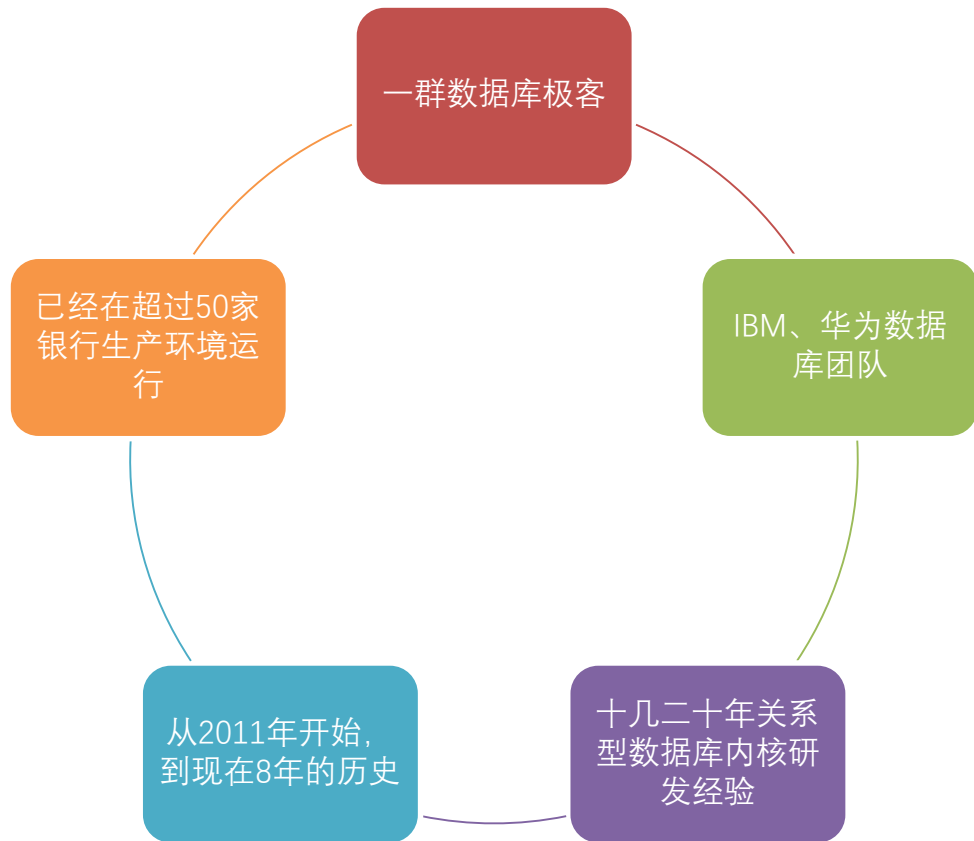 一群数据库极客
IBM、华为数据
库团队
十几二十年关系
型数据库内核研
发经验
从2011年开始，
到现在8年的历史
已经在超过50家
银行生产环境运
行